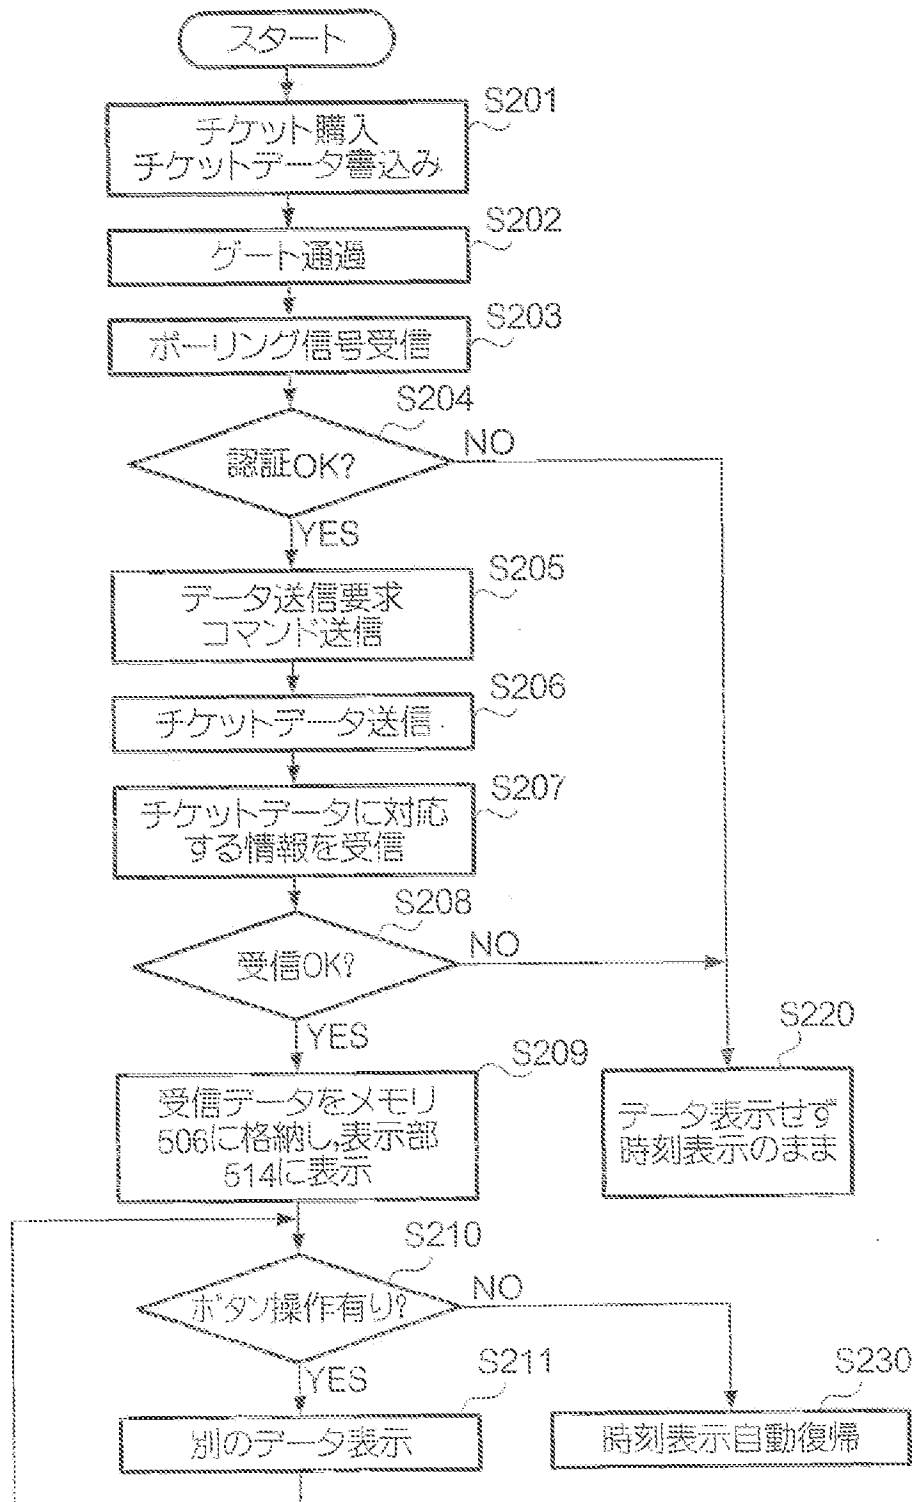 スタート
S201
チケット購入
チケットデータ書込み
S202
ゲート通過
S203
ポーリング信号受信
S204
認証OK?
NO
YES
S205
データ送信要求
コマンド送信
S206
チケットデータ送信
S207
チケットデータに対応
する情報を受信
S208
受信OK?
NO
YES
S209
受信データをメモリ
506に格納し,表示部
514に表示
S220
データ表示せず
時刻表示のまま
S210
ボタン操作有り?
NO
YES
S211
別のデータ表示
S230
時刻表示自動復帰